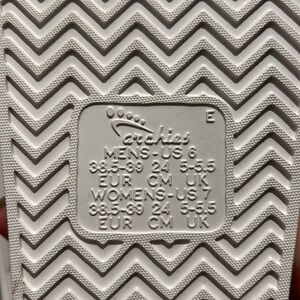 E
archies
MENS-US 6
38.5-39 24 5-5.5
EUR CM UK
WOMENS-US 7
38.5-39 24 5-5.5
EUR CM UK